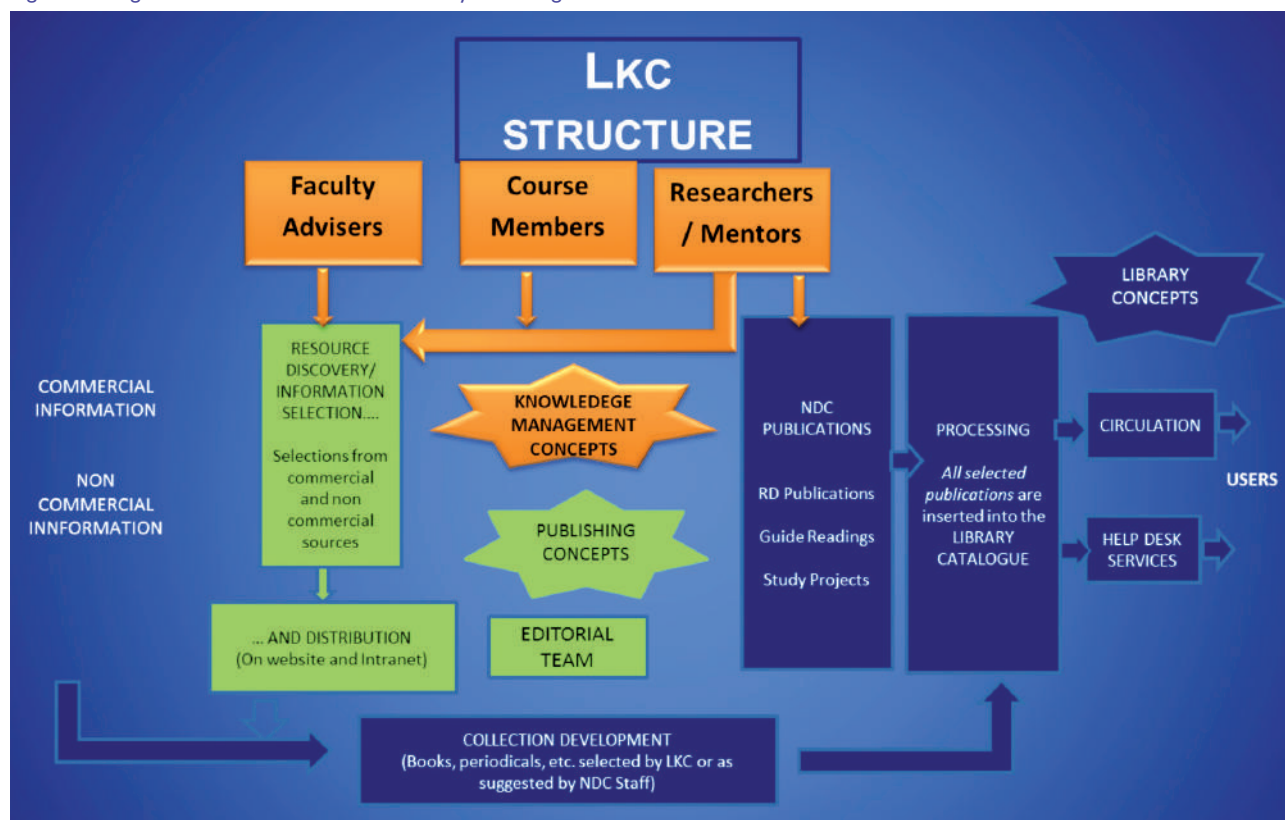 LKC
STRUCTURE
Faculty
Advisers
Course
Members
Researchers
/ Mentors
LIBRARY
CONCEPTS
COMMERCIAL
INFORMATION
NON
COMMERCIAL
INNFORMATION
RESOURCE
DISCOVERY/
INFORMATION
SELECTION....
Selections from
commercial
and non
commercial
sources
KNOWLEDEGE
MANAGEMENT
CONCEPTS
PUBLISHING
CONCEPTS
EDITORIAL
TEAM
... AND DISTRIBUTION
(On website and Intranet)
NDC
PUBLICATIONS
RD Publications
Guide Readings
Study Projects
PROCESSING
All selected
publications are
inserted into the
LIBRARY
CATALOGUE
CIRCULATION
HELP DESK
SERVICES
USERS
COLLECTION DEVELOPMENT
(Books, periodicals, etc. selected by LKC or as
suggested by NDC Staff)